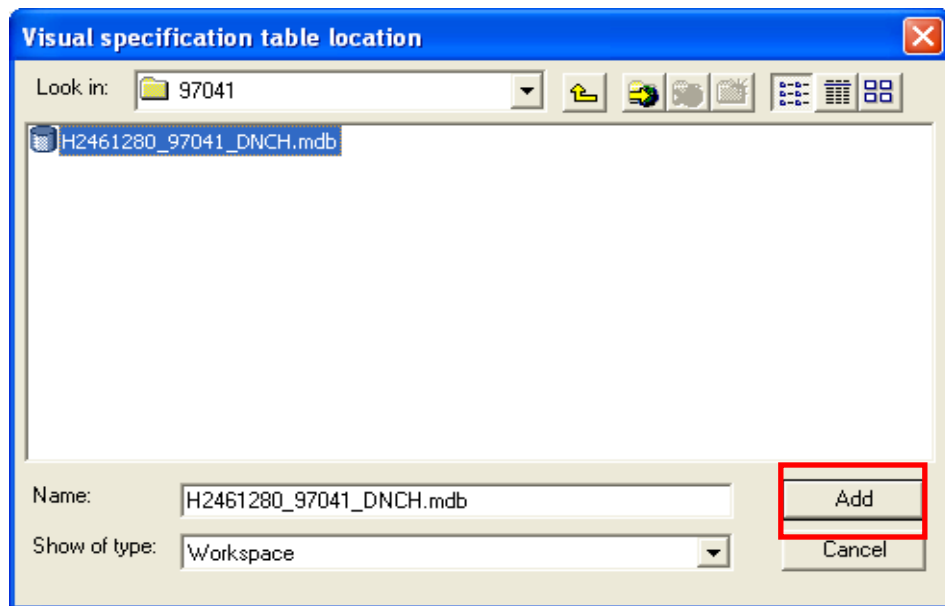 Visual specification table location
Look in: 97041
H2461280_97041_DNCH.mdb
Name: H2461280_97041_DNCH.mdb Add
Show of type: Workspace Cancel